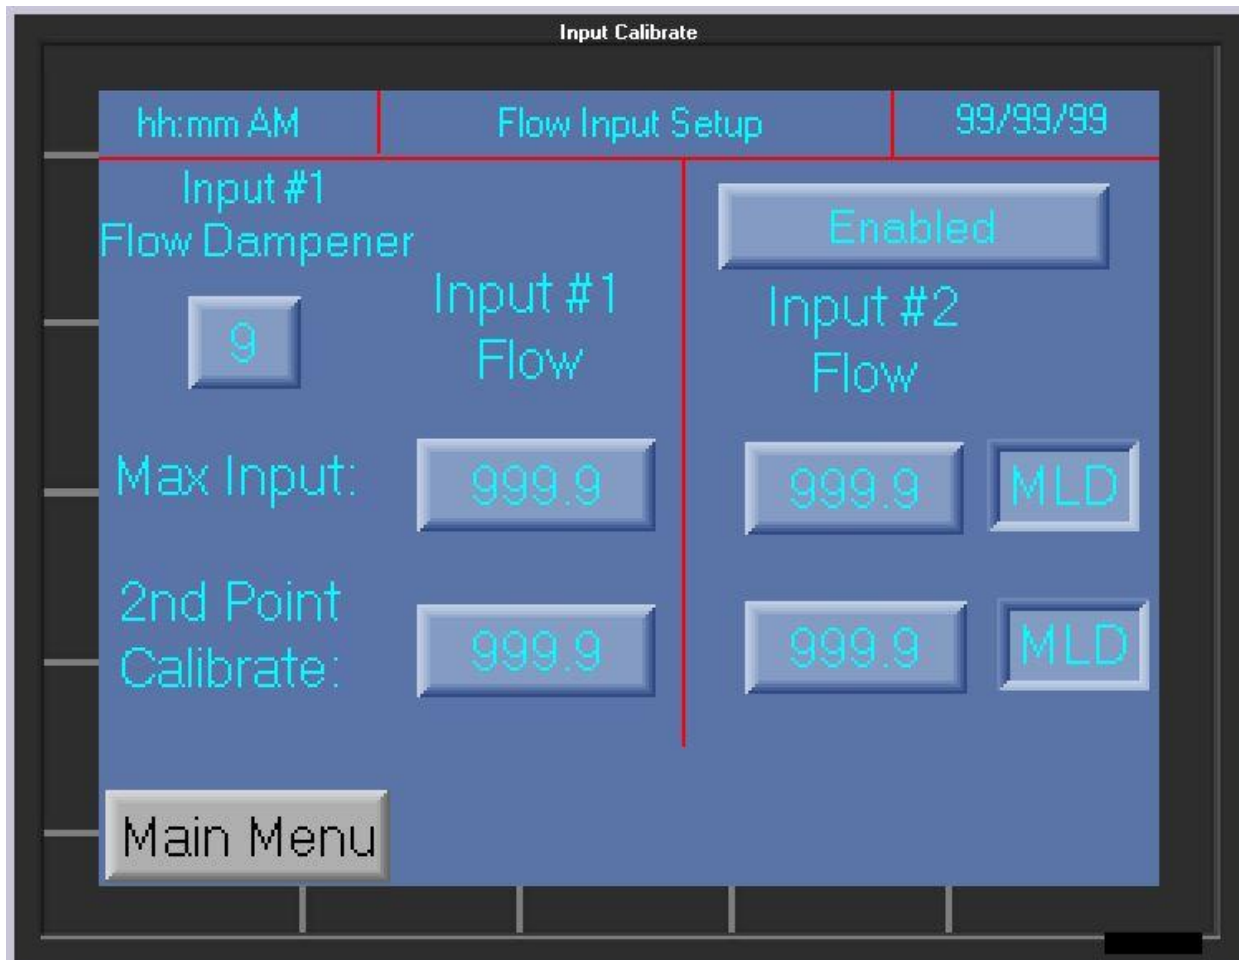 Input Calibrate
hh:mm AM
Flow Input Setup
99/99/99
Input #1
Flow Dampener
9
Input #1
Flow
Enabled
Input #2
Flow
Max Input:
999.9
999.9
MLD
2nd Point
Calibrate:
999.9
999.9
MLD
Main Menu